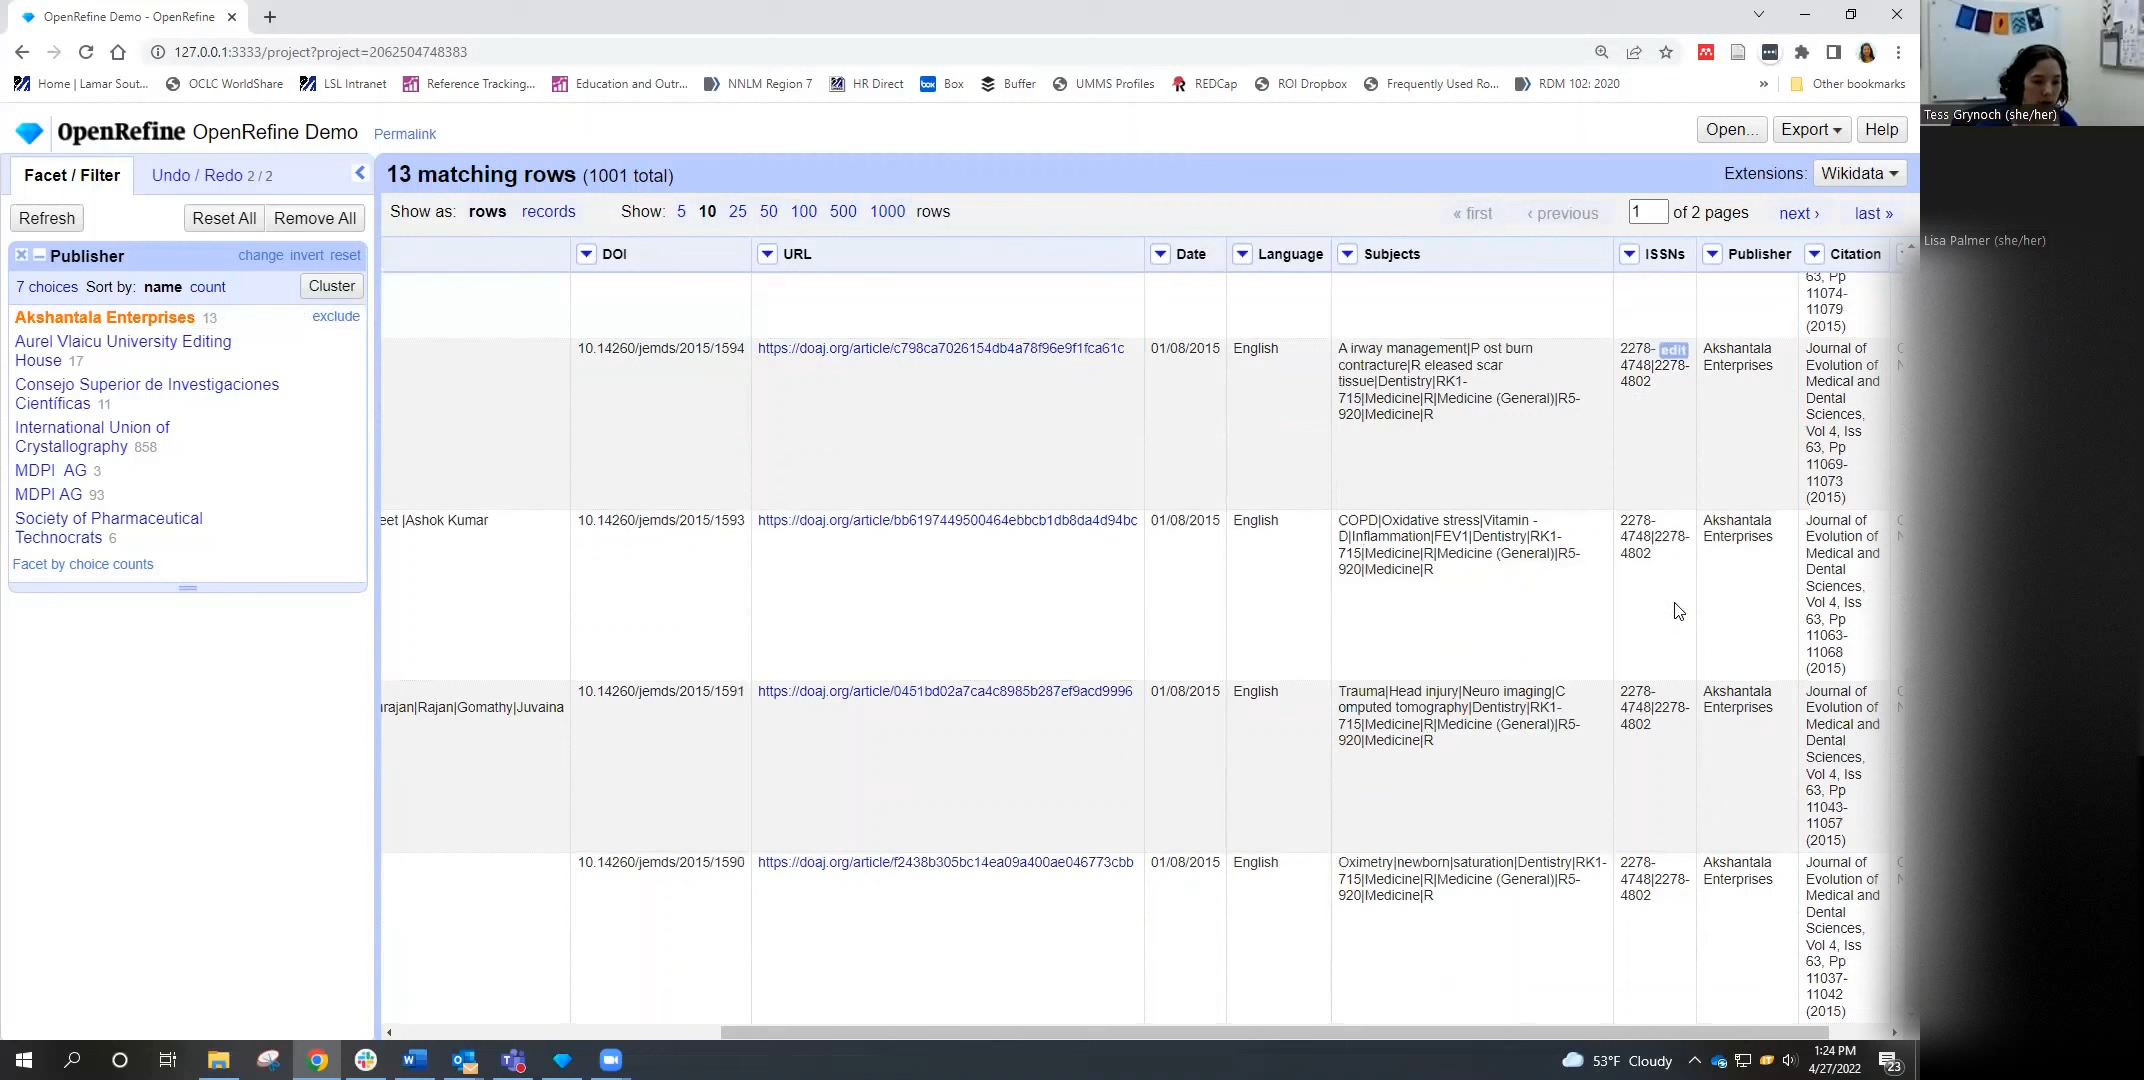 OpenRefine Demo - OpenRefine
127.0.0.1:3333/project?project=2062504748383
Home | Lamar Sout...
OCLC WorldShare
LSL Intranet
Reference Tracking...
Education and Outr...
NNLM Region 7
HR Direct
box Box
Buffer
UMMS Profiles
REDCap
ROI Dropbox
Frequently Used Ro...
RDM 102: 2020
»
Other bookmarks
Tess Grynoch (she/her)
Lisa Palmer (she/her)
OpenRefine OpenRefine Demo Permalink
Open... Export Help
Facet / Filter Undo / Redo 2 / 2
Refresh Reset All Remove All
Publisher change invert reset
7 choices Sort by: name count Cluster
Akshantala Enterprises 13 exclude
Aurel Vlaicu University Editing
House 17
Consejo Superior de Investigaciones
Científicas 11
International Union of
Crystallography 858
MDPI  AG 3
MDPI AG 93
Society of Pharmaceutical
Technocrats 6
Facet by choice counts
13 matching rows (1001 total)
Extensions: Wikidata
Show as: rows records Show: 5 10 25 50 100 500 1000 rows
« first ‹ previous 1 of 2 pages next › last »
DOI URL Date Language Subjects ISSNs Publisher Citation
63, Pp
11074-
11079
(2015)
10.14260/jemds/2015/1594
https://doaj.org/article/c798ca7026154db4a78f96e9f1fca61c
01/08/2015
English
A irway management|P ost burn
contracture|R eleased scar
tissue|Dentistry|RK1-
715|Medicine|R|Medicine (General)|R5-
920|Medicine|R
2278- edit
4748|2278-
4802
Akshantala
Enterprises
Journal of
Evolution of
Medical and
Dental
Sciences,
Vol 4, Iss
63, Pp
11069-
11073
(2015)
eet |Ashok Kumar
10.14260/jemds/2015/1593
https://doaj.org/article/bb6197449500464ebbcb1db8da4d94bc
01/08/2015
English
COPD|Oxidative stress|Vitamin -
D|Inflammation|FEV1|Dentistry|RK1-
715|Medicine|R|Medicine (General)|R5-
920|Medicine|R
2278-
4748|2278-
4802
Akshantala
Enterprises
Journal of
Evolution of
Medical and
Dental
Sciences,
Vol 4, Iss
63, Pp
11063-
11068
(2015)
rajan|Rajan|Gomathy|Juvaina
10.14260/jemds/2015/1591
https://doaj.org/article/0451bd02a7ca4c8985b287ef9acd9996
01/08/2015
English
Trauma|Head injury|Neuro imaging|C
omputed tomography|Dentistry|RK1-
715|Medicine|R|Medicine (General)|R5-
920|Medicine|R
2278-
4748|2278-
4802
Akshantala
Enterprises
Journal of
Evolution of
Medical and
Dental
Sciences,
Vol 4, Iss
63, Pp
11043-
11057
(2015)
10.14260/jemds/2015/1590
https://doaj.org/article/f2438b305bc14ea09a400ae046773cbb
01/08/2015
English
Oximetry|newborn|saturation|Dentistry|RK1-
715|Medicine|R|Medicine (General)|R5-
920|Medicine|R
2278-
4748|2278-
4802
Akshantala
Enterprises
Journal of
Evolution of
Medical and
Dental
Sciences,
Vol 4, Iss
63, Pp
11037-
11042
(2015)
53°F Cloudy
1:24 PM
4/27/2022
23